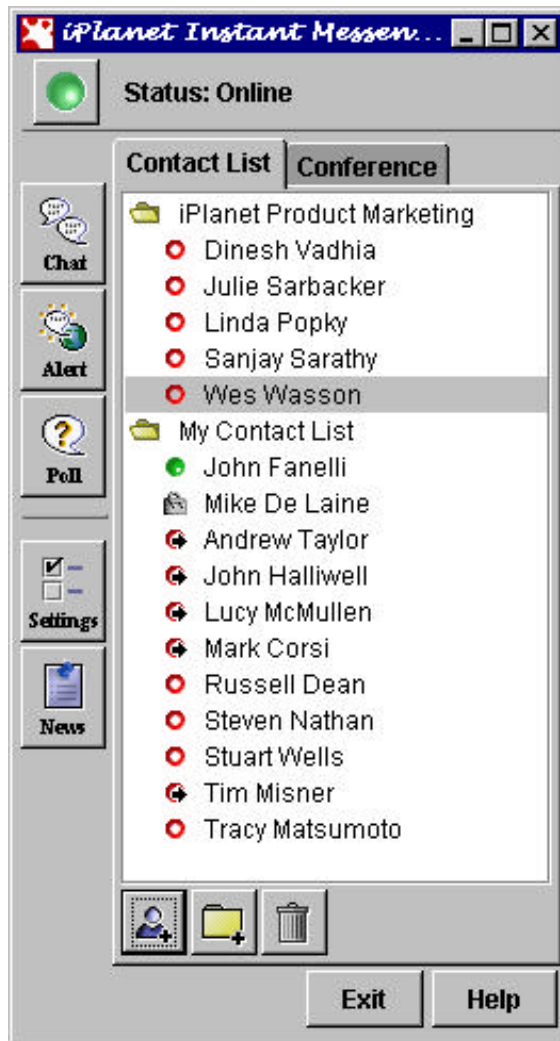 iPlanet Instant Messen...
Status: Online
Contact List
Conference
Chat
Alert
Poll
Settings
News
iPlanet Product Marketing
Dinesh Vadhia
Julie Sarbacker
Linda Popky
Sanjay Sarathy
Wes Wasson
My Contact List
John Fanelli
Mike De Laine
Andrew Taylor
John Halliwell
Lucy McMullen
Mark Corsi
Russell Dean
Steven Nathan
Stuart Wells
Tim Misner
Tracy Matsumoto
Exit
Help